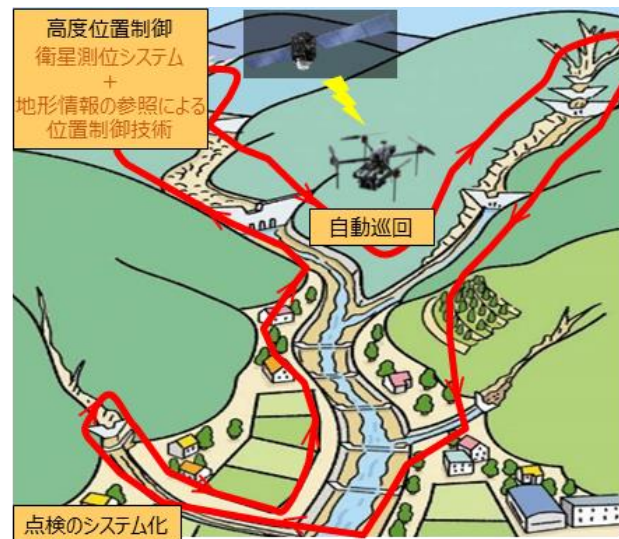 高度位置制御
衛星測位システム
+
地形情報の参照による
位置制御技術
自動巡回
点検のシステム化